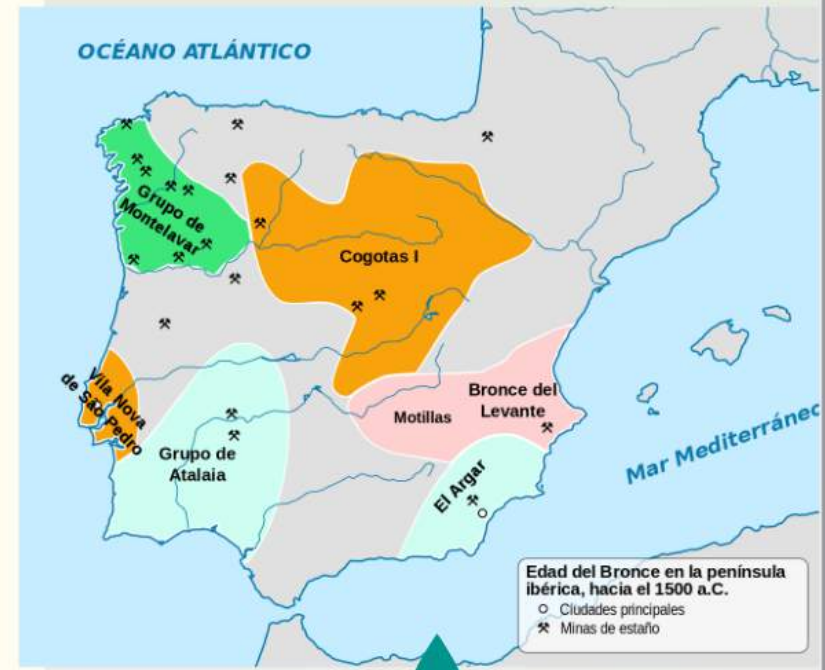 OCÉANO ATLÁNTICO
Grupo de
Montelavar
Cogotas I
Vila Nova
de São Pedro
Grupo de
Atalaia
Motillas
Bronce del
Levante
El Argar
Mar Mediterráneo
Edad del Bronce en la península
ibérica, hacia el 1500 a.C.
Ciudades principales
Minas de estaño